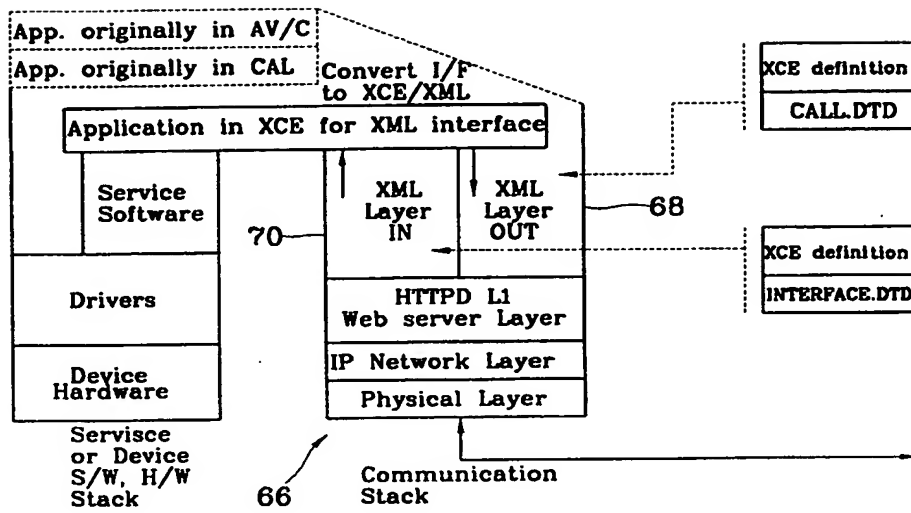 App. originally in AV/C
App. originally in CAL
Convert I/F
to XCE/XML
Application in XCE for XML interface
Service
Software
Drivers
Device
Hardware
Servisce
or Device
S/W, H/W
Stack
70
XML
Layer
IN
XML
Layer
OUT
68
HTTPD L1
Web server Layer
IP Network Layer
Physical Layer
66
Communication
Stack
XCE definition
CALL.DTD
XCE definition
INTERFACE.DTD